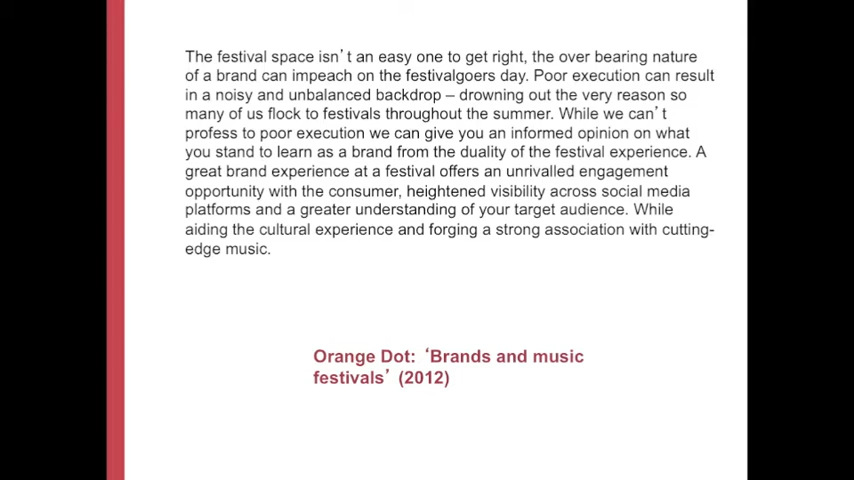 The festival space isn’t an easy one to get right, the over bearing nature
of a brand can impeach on the festivalgoers day. Poor execution can result
in a noisy and unbalanced backdrop – drowning out the very reason so
many of us flock to festivals throughout the summer. While we can’t
profess to poor execution we can give you an informed opinion on what
you stand to learn as a brand from the duality of the festival experience. A
great brand experience at a festival offers an unrivalled engagement
opportunity with the consumer, heightened visibility across social media
platforms and a greater understanding of your target audience. While
aiding the cultural experience and forging a strong association with cutting-
edge music.
Orange Dot: ‘Brands and music
festivals’ (2012)